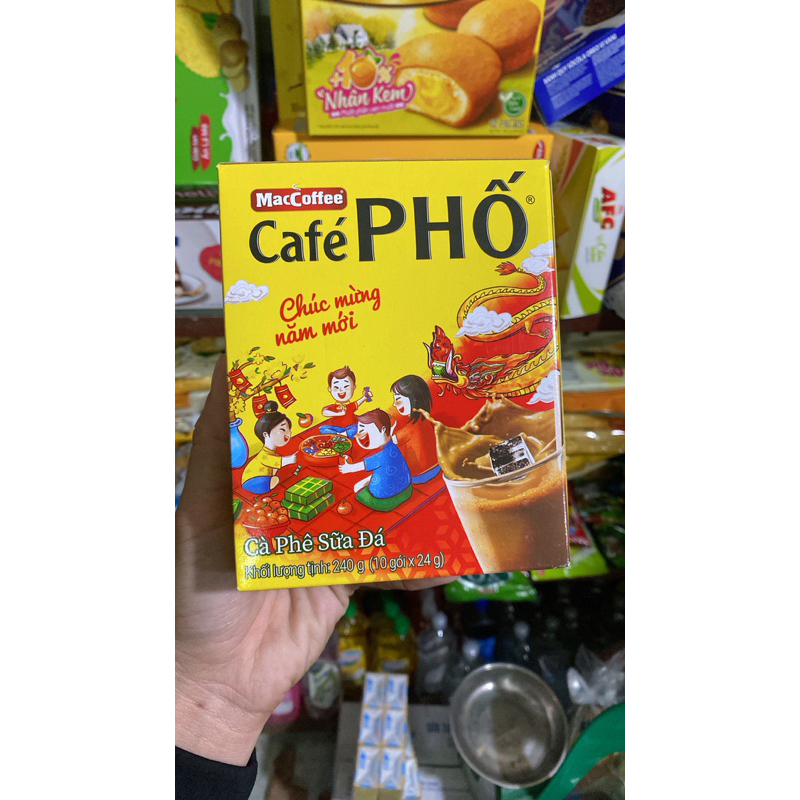 +10%
Nhân Kem
MacCoffee
Café PHỐ®
Chúc mừng
năm mới
Cà Phê Sữa Đá
Khối lượng tịnh: 240 g (10 gói x 24 g)
AFC